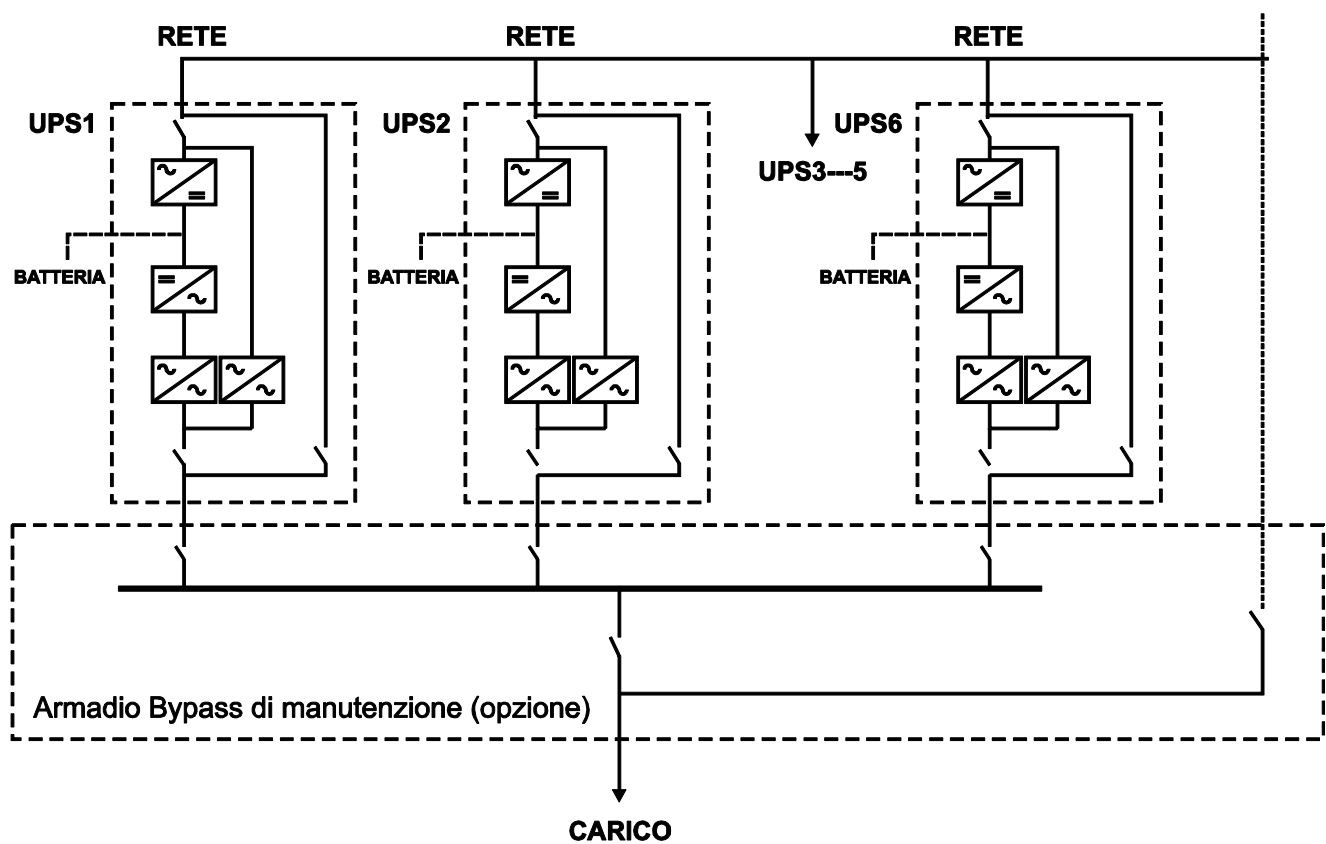 RETE
RETE
RETE
UPS1
UPS2
UPS6
UPS3---5
BATTERIA
BATTERIA
BATTERIA
Armadio Bypass di manutenzione (opzione)
CARICO